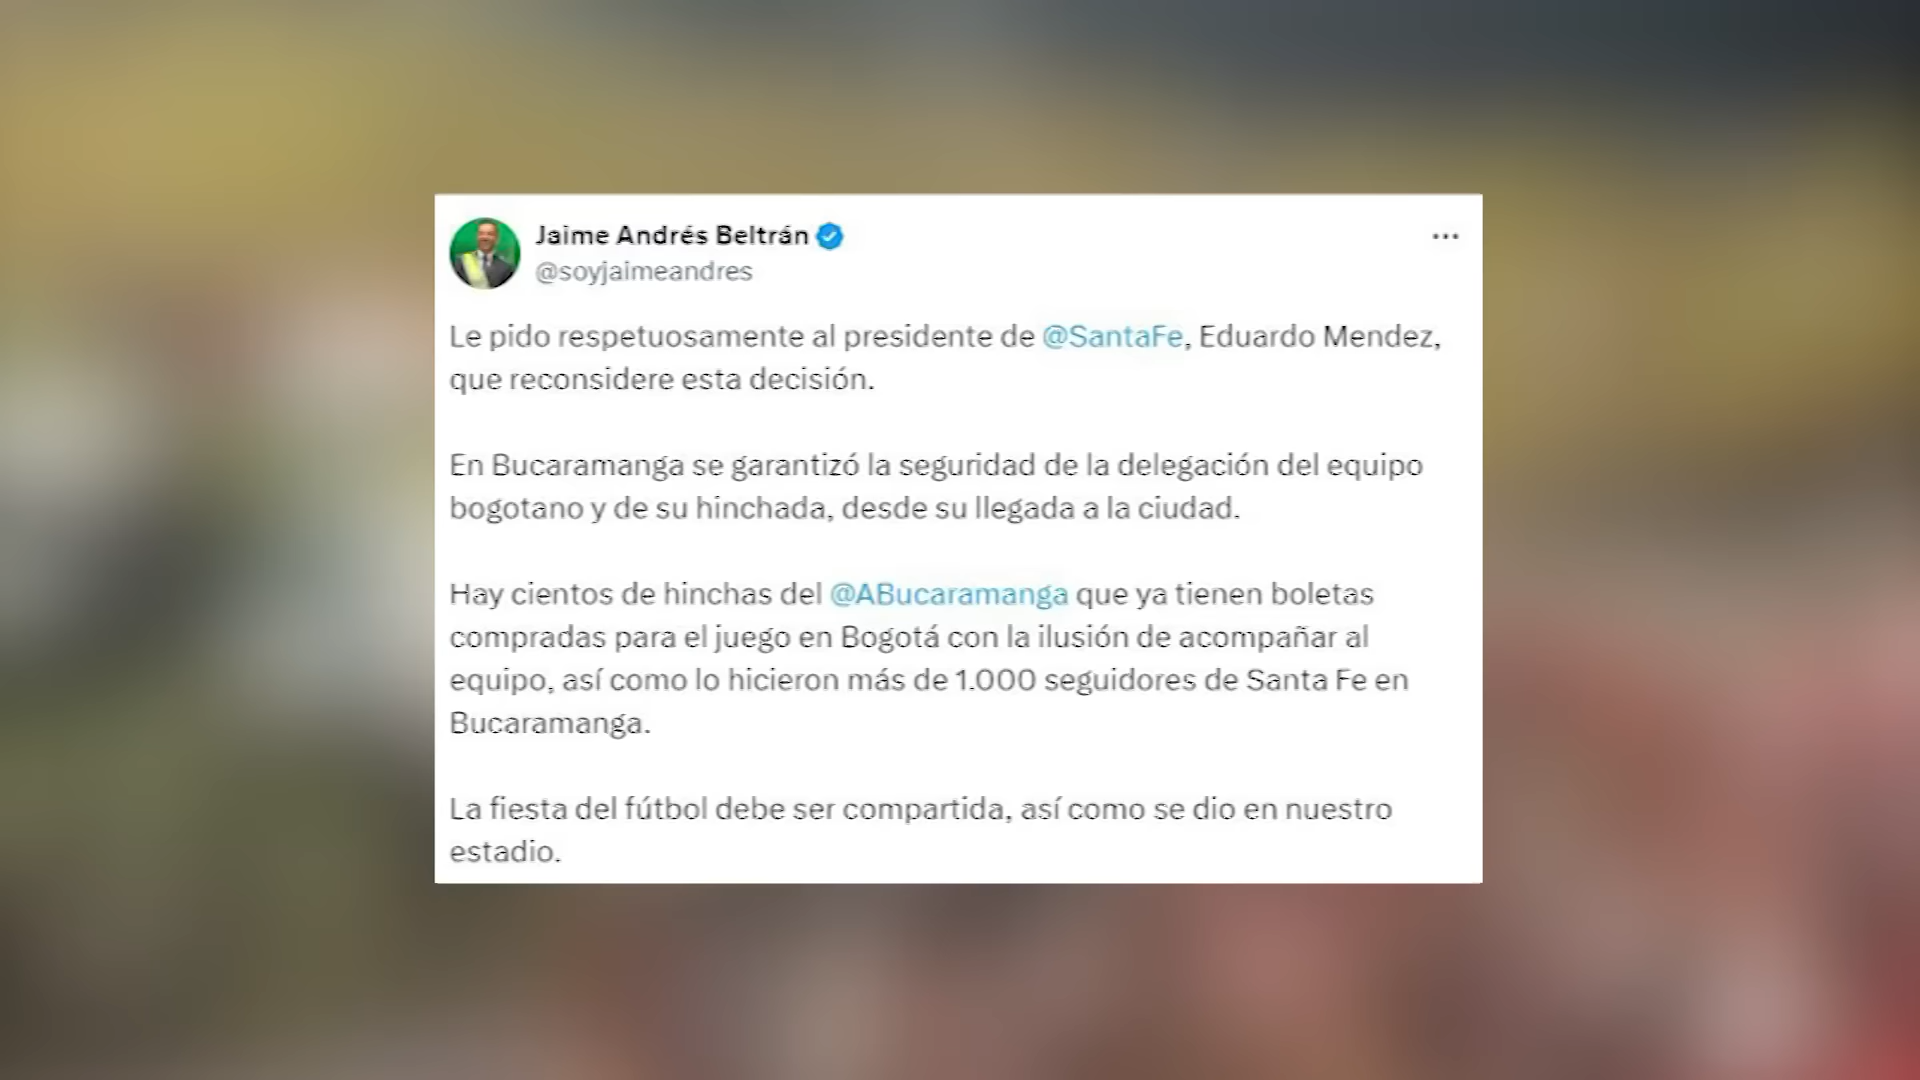 Jaime Andrés Beltrán
@soyjaimeandres
Le pido respetuosamente al presidente de @SantaFe, Eduardo Mendez,
que reconsidere esta decisión.
En Bucaramanga se garantizó la seguridad de la delegación del equipo
bogotano y de su hinchada, desde su llegada a la ciudad.
Hay cientos de hinchas del @ABucaramanga que ya tienen boletas
compradas para el juego en Bogotá con la ilusión de acompañar al
equipo, así como lo hicieron más de 1.000 seguidores de Santa Fe en
Bucaramanga.
La fiesta del fútbol debe ser compartida, así como se dio en nuestro
estadio.